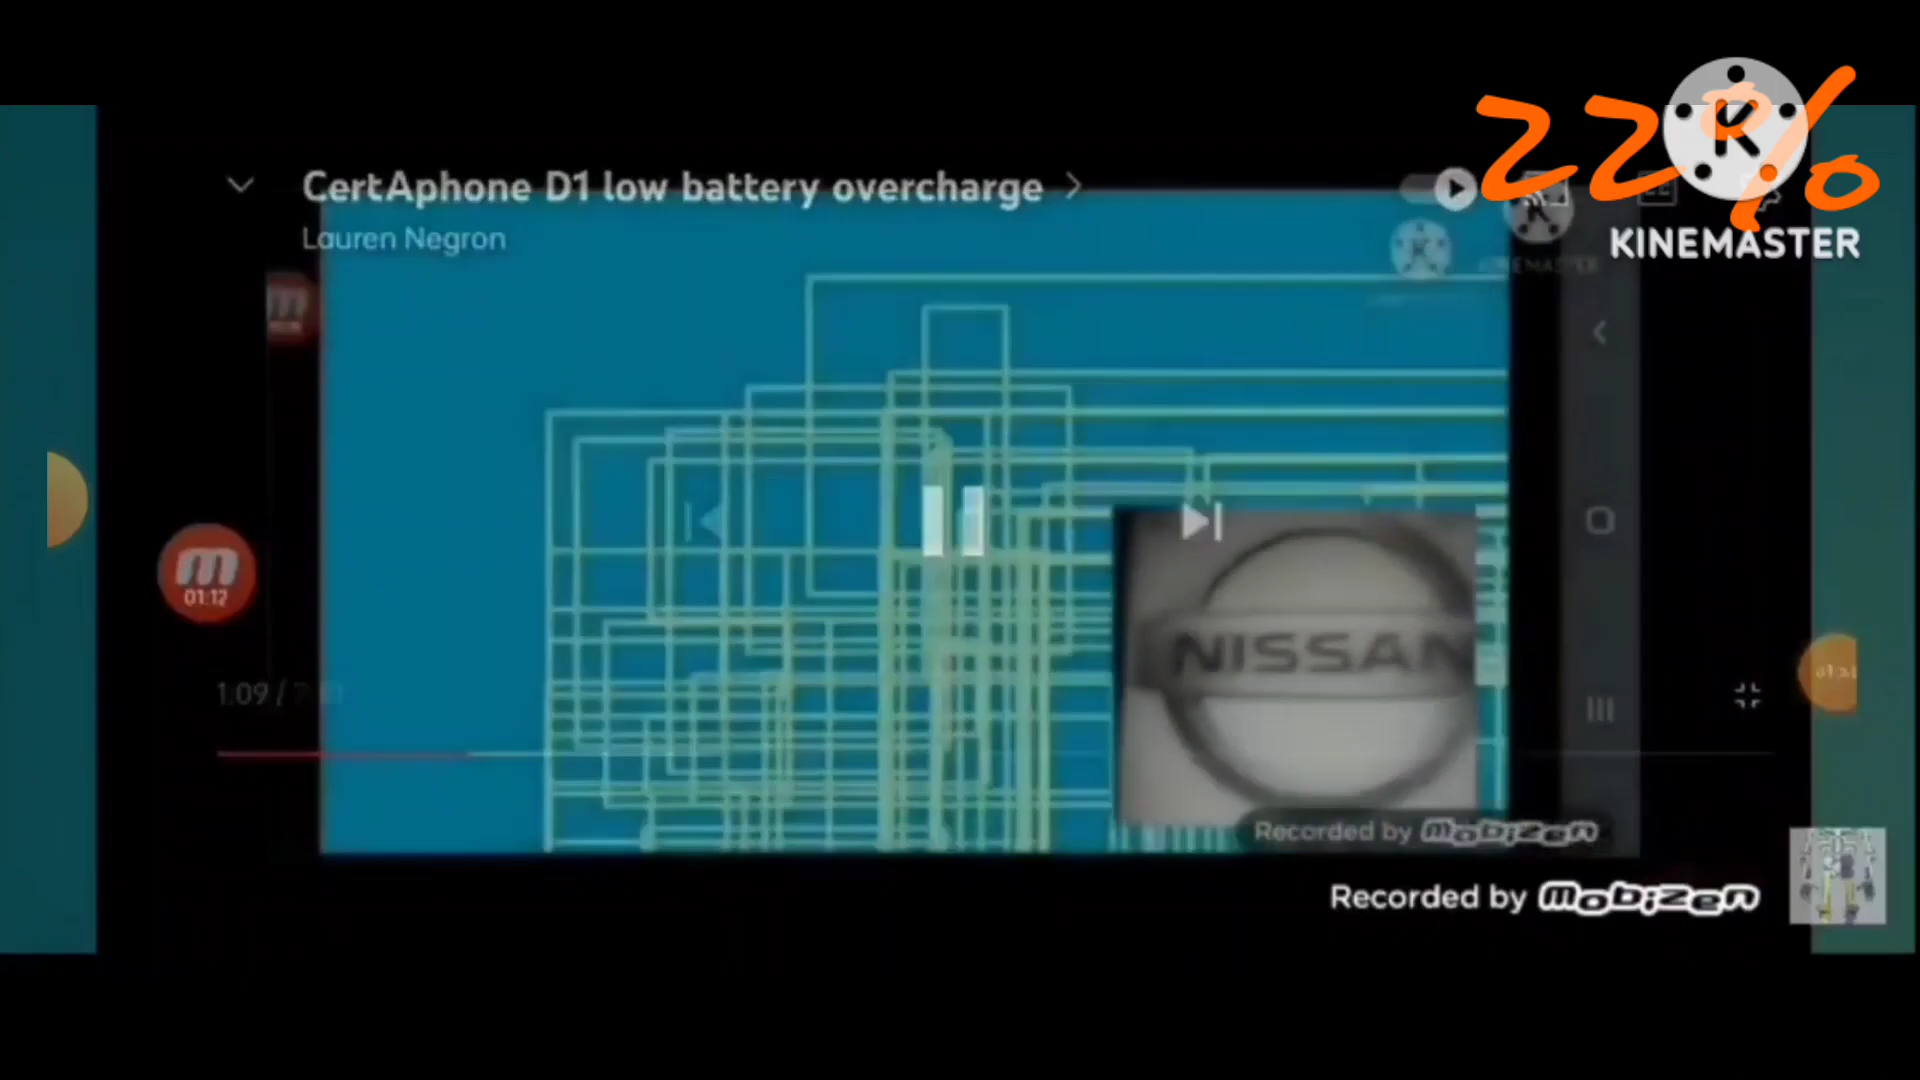 22%
KINEMASTER
CertAphone D1 low battery overcharge
Lauren Negron
01:12
1:09 /
NISSAN
Recorded by Mobizen
Recorded by Mobizen